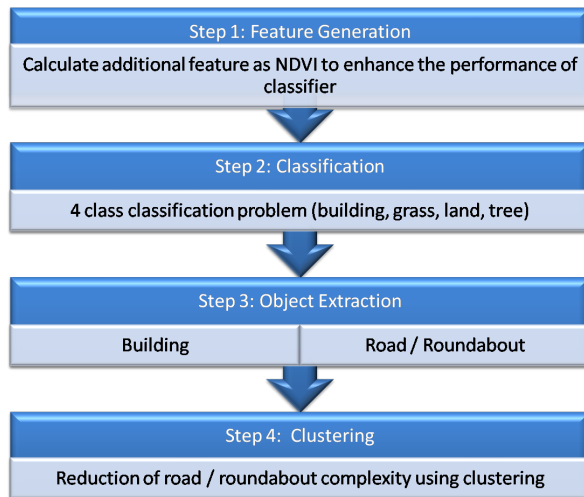 Step 1: Feature Generation
Calculate additional feature as NDVI to enhance the performance of
classifier
Step 2: Classification
4 class classification problem (building, grass, land, tree)
Step 3: Object Extraction
Building
Road / Roundabout
Step 4: Clustering
Reduction of road / roundabout complexity using clustering